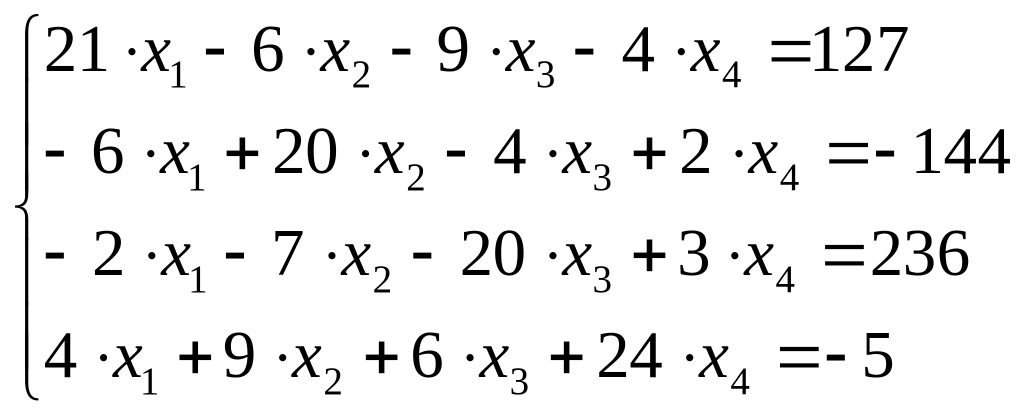 21 ·x₁ - 6 ·x₂ - 9 ·x₃ - 4 ·x₄ =127
- 6 ·x₁ +20 ·x₂ - 4 ·x₃ +2 ·x₄ =- 144
- 2 ·x₁ - 7 ·x₂ - 20 ·x₃ +3 ·x₄ =236
4 ·x₁ +9 ·x₂ +6 ·x₃ +24 ·x₄ =- 5